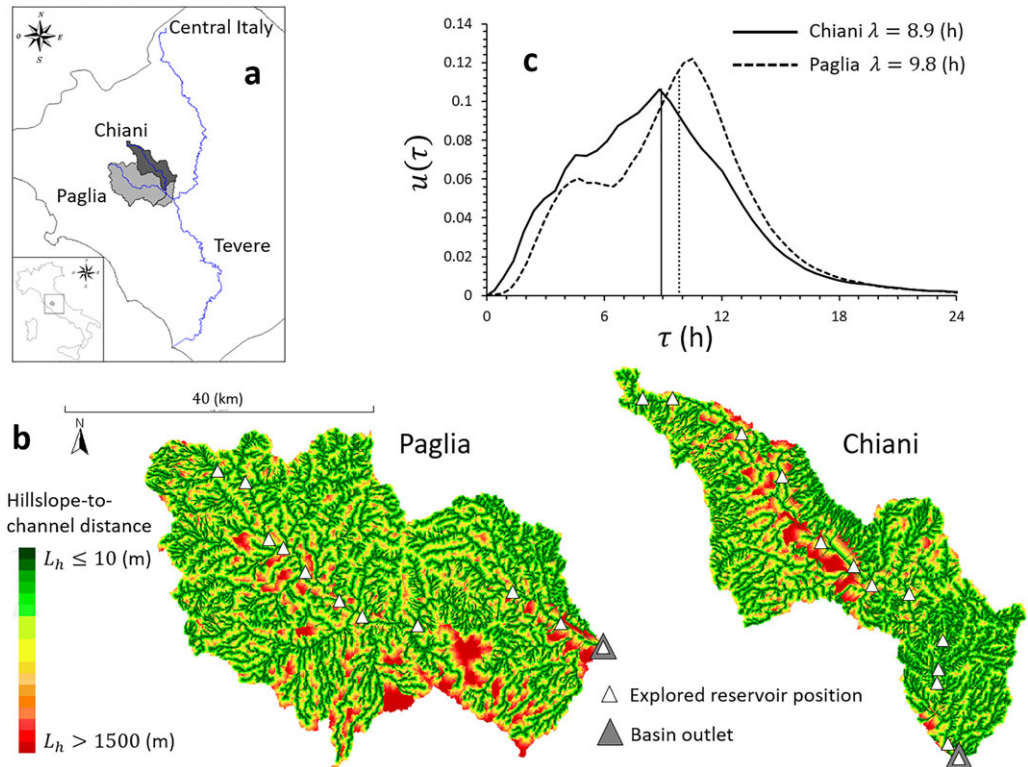 Central Italy
O
E
S
a
Chiani
Paglia
Tevere
c
Chiani λ = 8.9 (h)
Paglia λ = 9.8 (h)
u(τ)
0.14
0.12
0.1
0.08
0.06
0.04
0.02
0
0
6
12
18
24
τ (h)
40 (km)
b
N
Paglia
Chiani
Hillslope-to-
channel distance
L_h ≤ 10 (m)
L_h > 1500 (m)
Explored reservoir position
Basin outlet